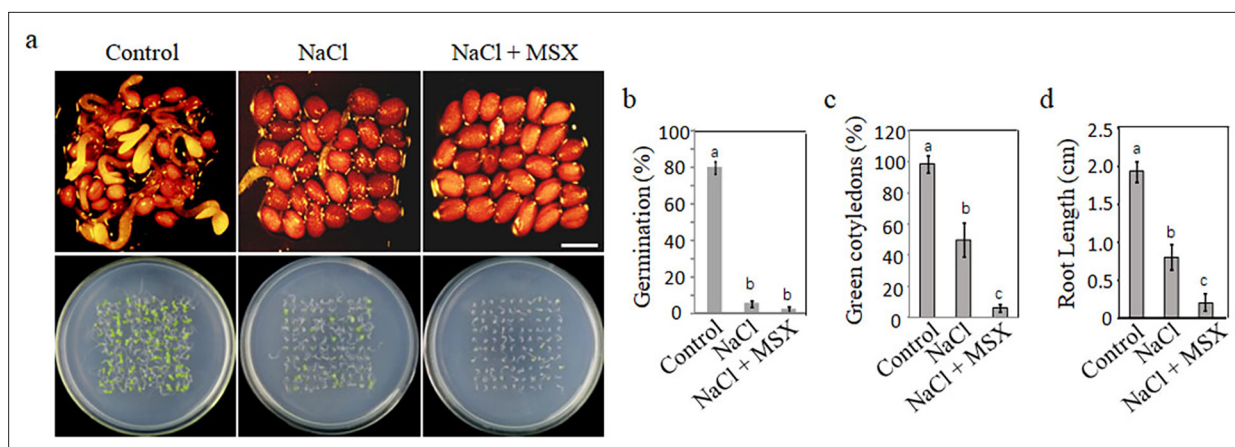 a
Control NaCl NaCl + MSX
b
Germination (%)
100
80
60
40
20
0
a
b
b
Control
NaCl
NaCl + MSX
c
Green cotyledons (%)
120
100
80
60
40
20
0
a
b
c
Control
NaCl
NaCl + MSX
d
Root Length (cm)
2.5
2.0
1.5
1.0
0.5
0
a
b
c
Control
NaCl
NaCl + MSX